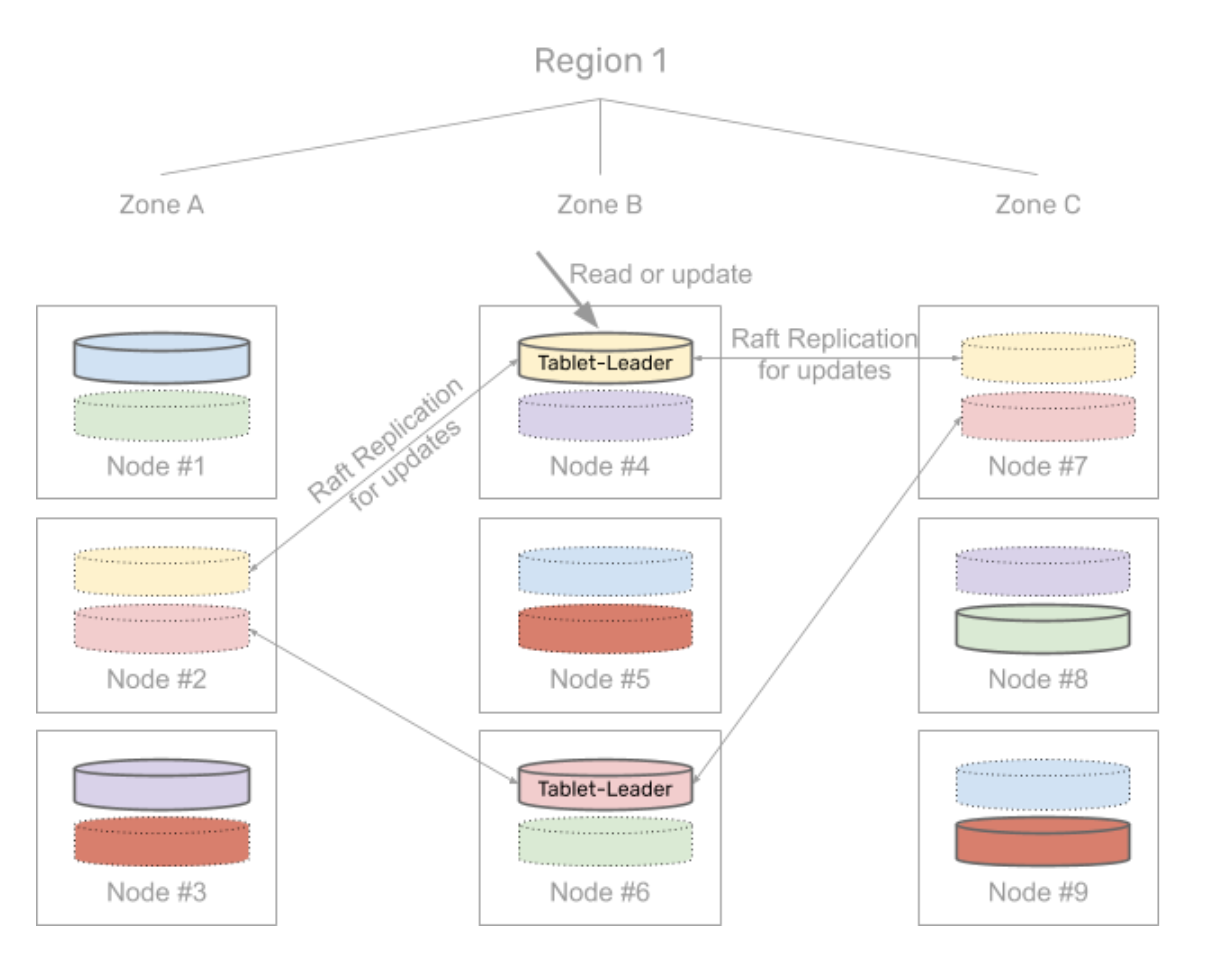 Region 1
Zone A
Zone B
Zone C
Read or update
Tablet-Leader
Raft Replication
for updates
Raft Replication
for updates
Node #1
Node #4
Node #7
Node #2
Node #5
Node #8
Tablet-Leader
Node #3
Node #6
Node #9